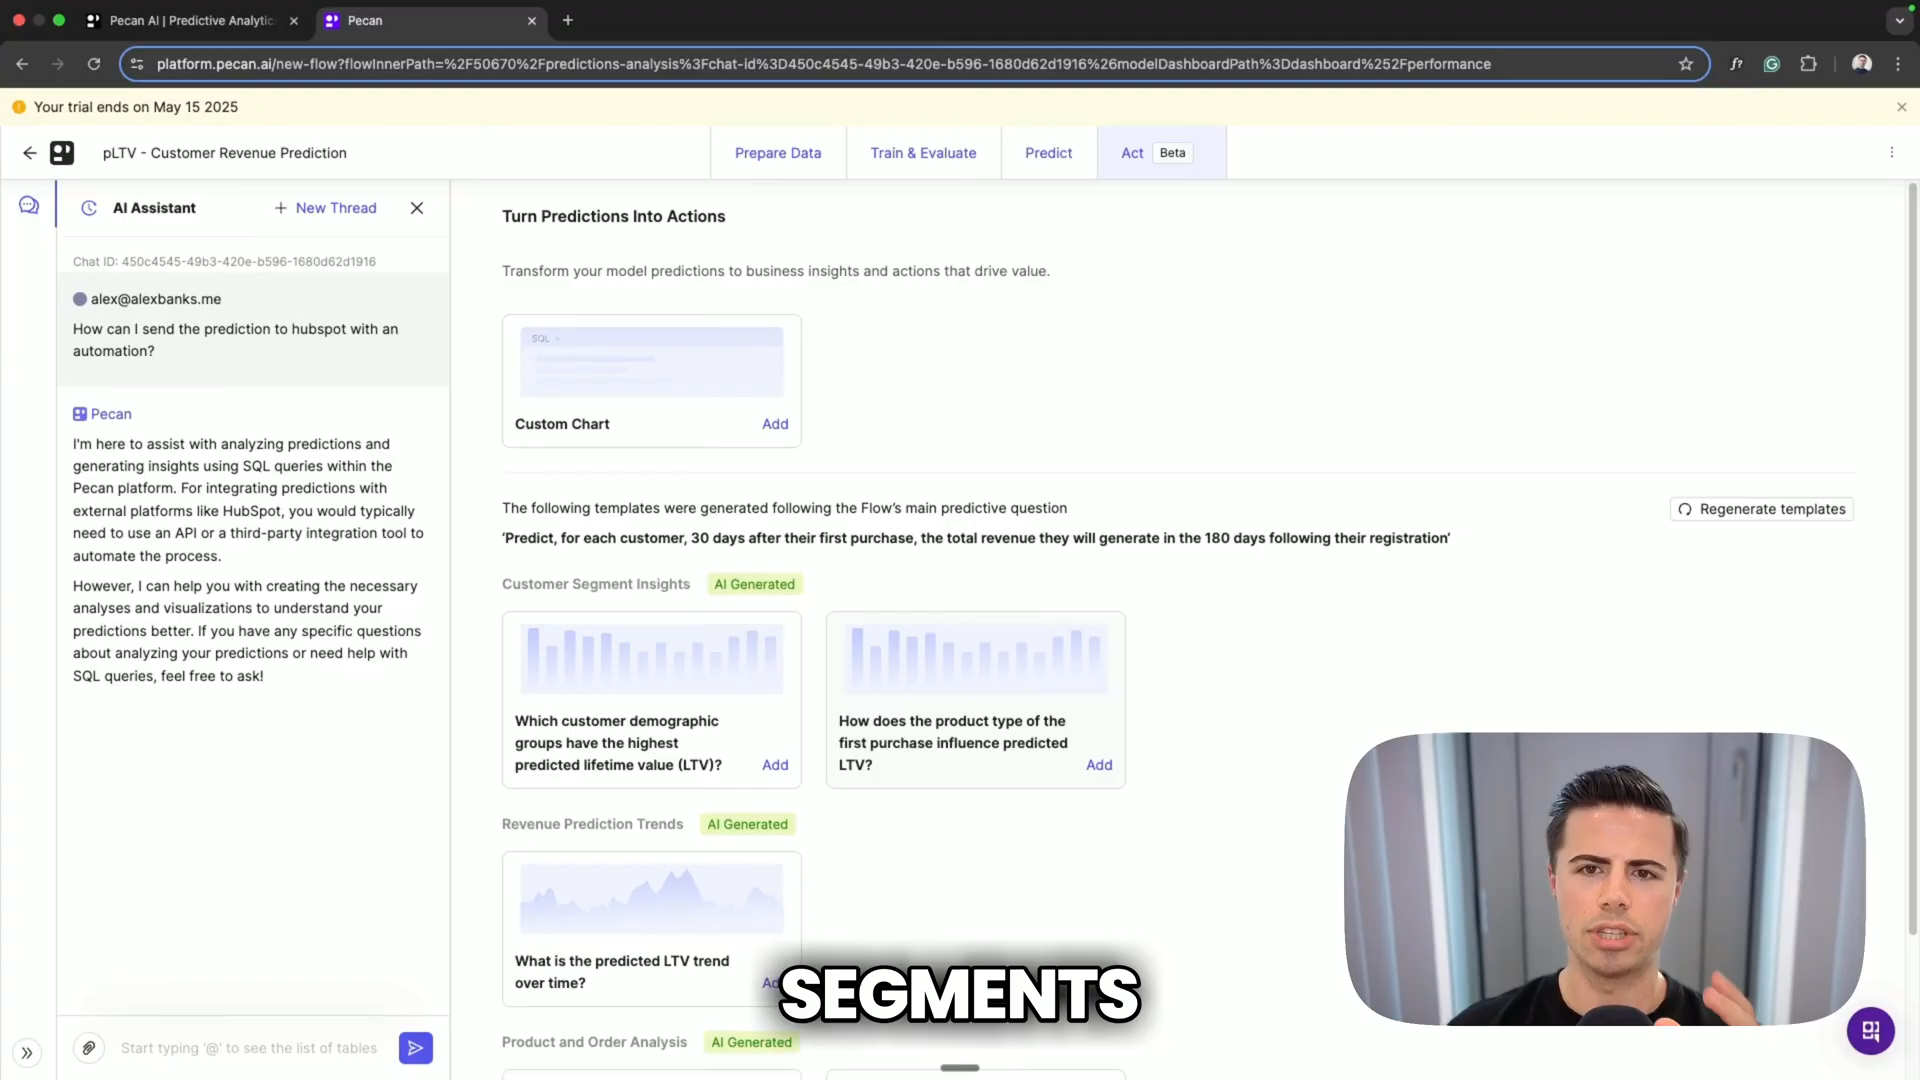 Pecan AI | Predictive Analytic
Pecan
platform.pecan.ai/new-flow?flowInnerPath=%2F50670%2Fpredictions-analysis%3Fchat-id%3D450c4545-49b3-420e-b596-1680d62d1916%26modelDashboardPath%3Ddashboard%252Fperformance
f?
Your trial ends on May 15 2025
pLTV - Customer Revenue Prediction
Prepare Data
Train & Evaluate
Predict
Act Beta
AI Assistant
+ New Thread
Chat ID: 450c4545-49b3-420e-b596-1680d62d1916
alex@alexbanks.me
How can I send the prediction to hubspot with an
automation?
Pecan
I'm here to assist with analyzing predictions and
generating insights using SQL queries within the
Pecan platform. For integrating predictions with
external platforms like HubSpot, you would typically
need to use an API or a third-party integration tool to
automate the process.
However, I can help you with creating the necessary
analyses and visualizations to understand your
predictions better. If you have any specific questions
about analyzing your predictions or need help with
SQL queries, feel free to ask!
Start typing '@' to see the list of tables
Turn Predictions Into Actions
Transform your model predictions to business insights and actions that drive value.
SQL
Custom Chart
Add
The following templates were generated following the Flow's main predictive question
Regenerate templates
'Predict, for each customer, 30 days after their first purchase, the total revenue they will generate in the 180 days following their registration'
Customer Segment Insights
AI Generated
Which customer demographic
groups have the highest
predicted lifetime value (LTV)?
Add
How does the product type of the
first purchase influence predicted
LTV?
Add
Revenue Prediction Trends
AI Generated
What is the predicted LTV trend
over time?
SEGMENTS
Product and Order Analysis
AI Generated